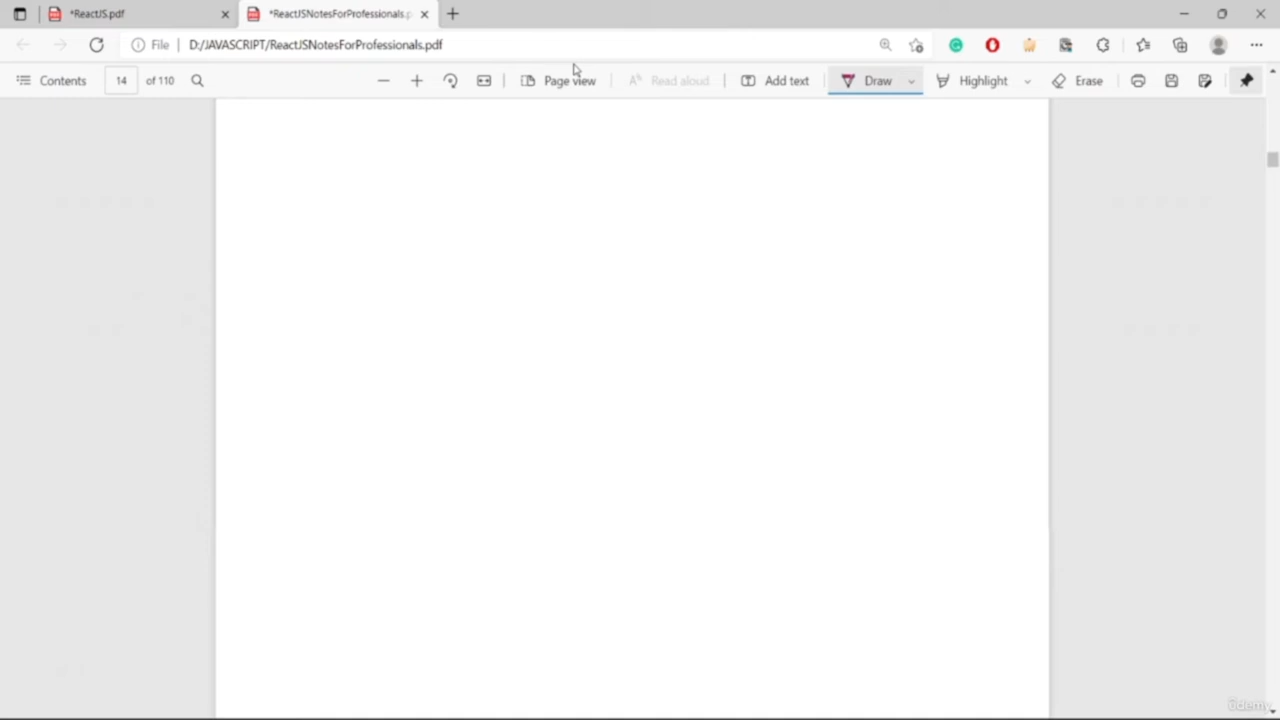 *ReactJS.pdf
*ReactJSNotesForProfessionals.p
File
D:/JAVASCRIPT/ReactJSNotesForProfessionals.pdf
Contents 14 of 110
Page view
Read aloud
Add text
Draw
Highlight
Erase
ûdemy